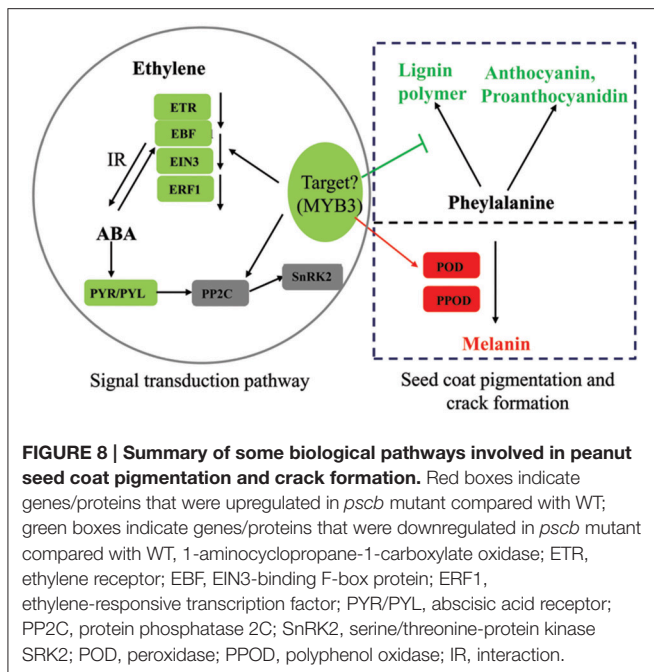 Ethylene
ETR
EBF
EIN3
ERF1
IR
ABA
PYR/PYL
PP2C
SnRK2
Target?
(MYB3)
Signal transduction pathway
Lignin
polymer
Anthocyanin,
Proanthocyanidin
Pheylalanine
POD
PPOD
Melanin
Seed coat pigmentation and
crack formation
FIGURE 8 | Summary of some biological pathways involved in peanut
seed coat pigmentation and crack formation. Red boxes indicate
genes/proteins that were upregulated in pscb mutant compared with WT;
green boxes indicate genes/proteins that were downregulated in pscb mutant
compared with WT, 1-aminocyclopropane-1-carboxylate oxidase; ETR,
ethylene receptor; EBF, EIN3-binding F-box protein; ERF1,
ethylene-responsive transcription factor; PYR/PYL, abscisic acid receptor;
PP2C, protein phosphatase 2C; SnRK2, serine/threonine-protein kinase
SRK2; POD, peroxidase; PPOD, polyphenol oxidase; IR, interaction.